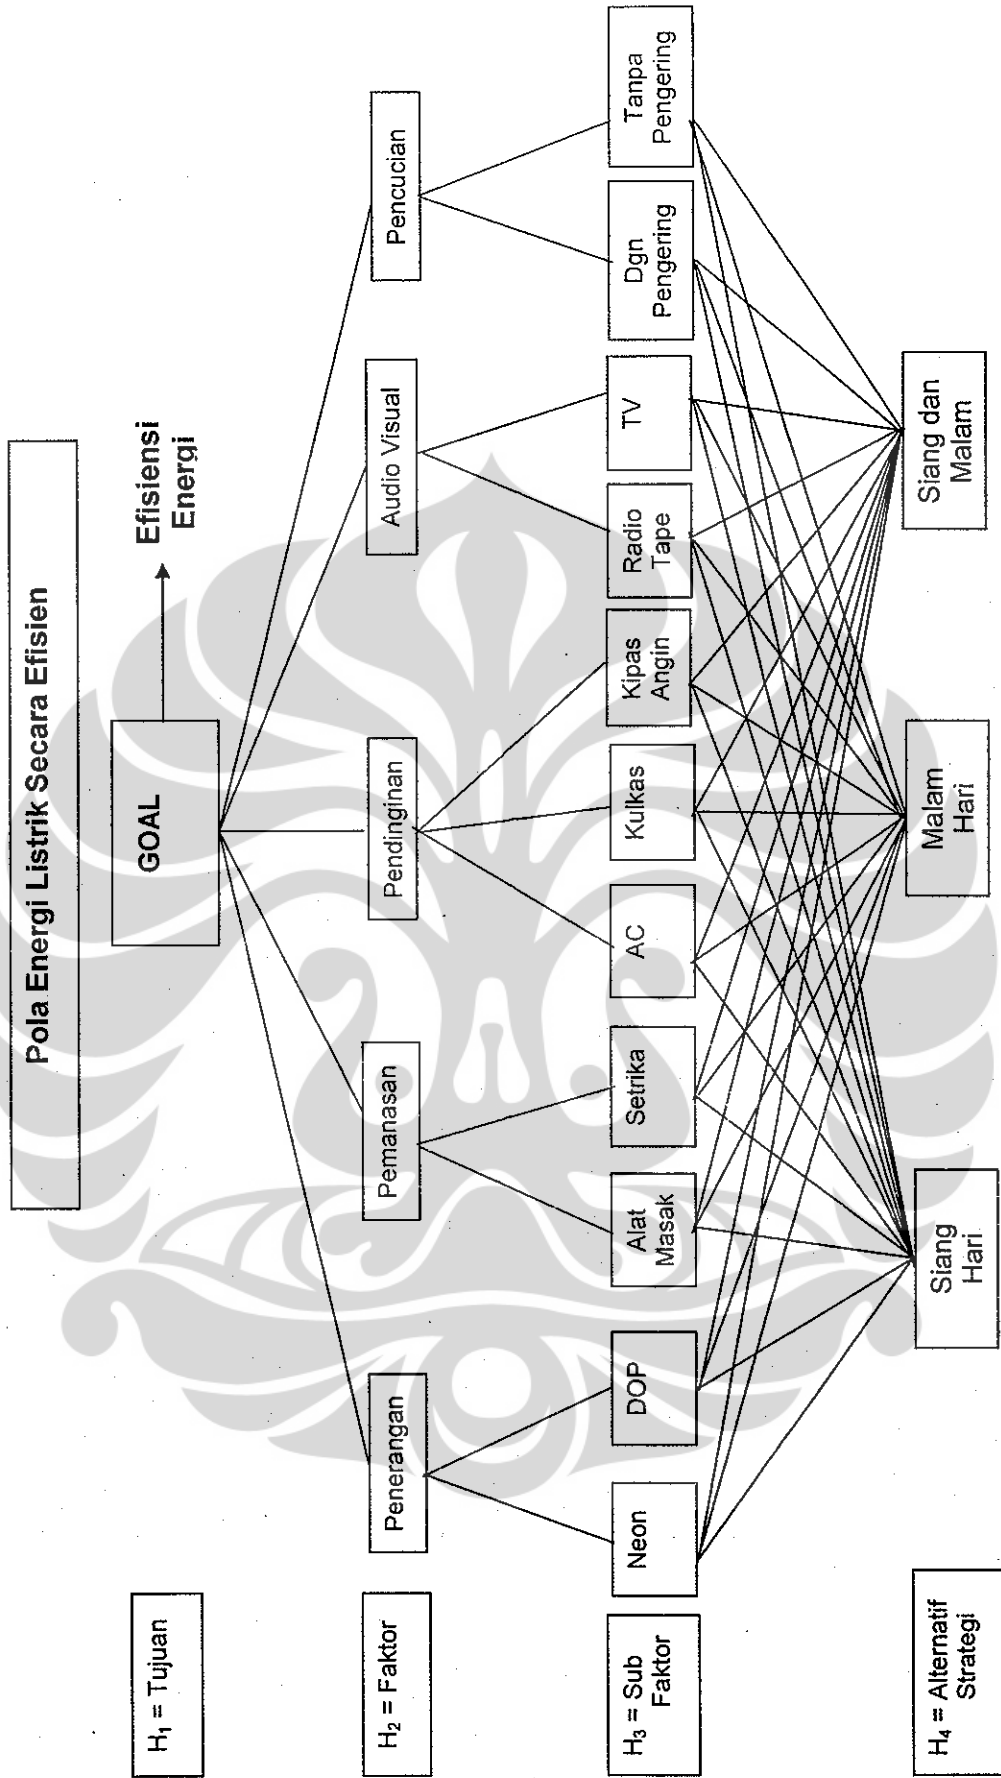 Pola Energi Listrik Secara Efisien
H1 = Tujuan
GOAL
Efisiensi
Energi
H2 = Faktor
Penerangan
Pemanasan
Pendinginan
Audio Visual
Pencucian
H3 = Sub
Faktor
Neon
DOP
Alat
Masak
Setrika
AC
Kulkas
Kipas
Angin
Radio
Tape
TV
Dgn
Pengering
Tanpa
Pengering
H4 = Alternatif
Strategi
Siang
Hari
Malam
Hari
Siang dan
Malam